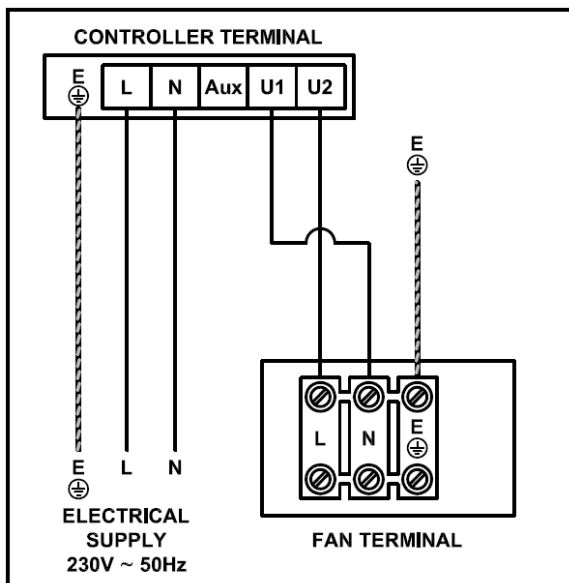 CONTROLLER TERMINAL
E
L N Aux U1 U2
E
L N E
E L N
ELECTRICAL
SUPPLY
230V ~ 50Hz
FAN TERMINAL